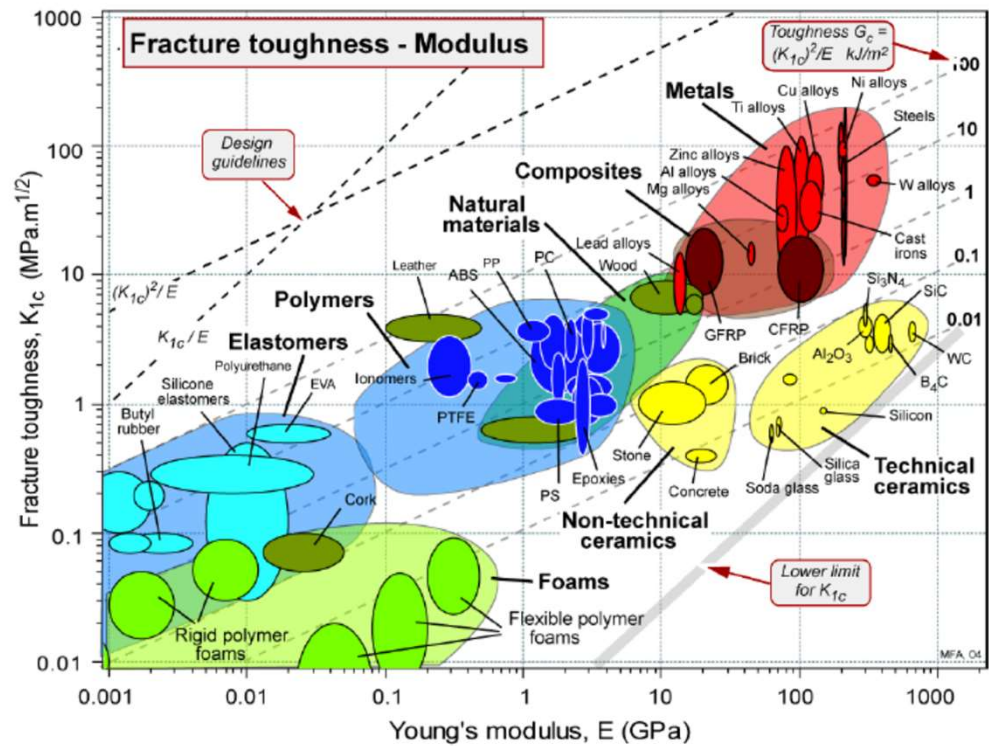 Fracture toughness - Modulus
Toughness Gc =
(K1c)²/E kJ/m²
Design
guidelines
Metals
Cu alloys
Ni alloys
Ti alloys
Steels
Zinc alloys
Al alloys
Mg alloys
W alloys
Composites
Natural
materials
Lead alloys
Wood
Cast
irons
PC
PP
ABS
Leather
(K1c)²/E
K1c/E
Polymers
Elastomers
Polyurethane
Silicone
elastomers
EVA
Butyl
rubber
Ionomers
PTFE
GFRP
CFRP
Si3N4
SiC
Al2O3
WC
B4C
Brick
Stone
Silicon
Epoxies
PS
Concrete
Silica
glass
Soda glass
Technical
ceramics
Non-technical
ceramics
Cork
Foams
Rigid polymer
foams
Flexible polymer
foams
Lower limit
for K1c
MFA, 04
100
10
1
0.1
0.01
Fracture toughness, K1c (MPa.m1/2)
1000
100
10
1
0.1
0.01
0.001
0.01
0.1
1
10
100
1000
Young's modulus, E (GPa)